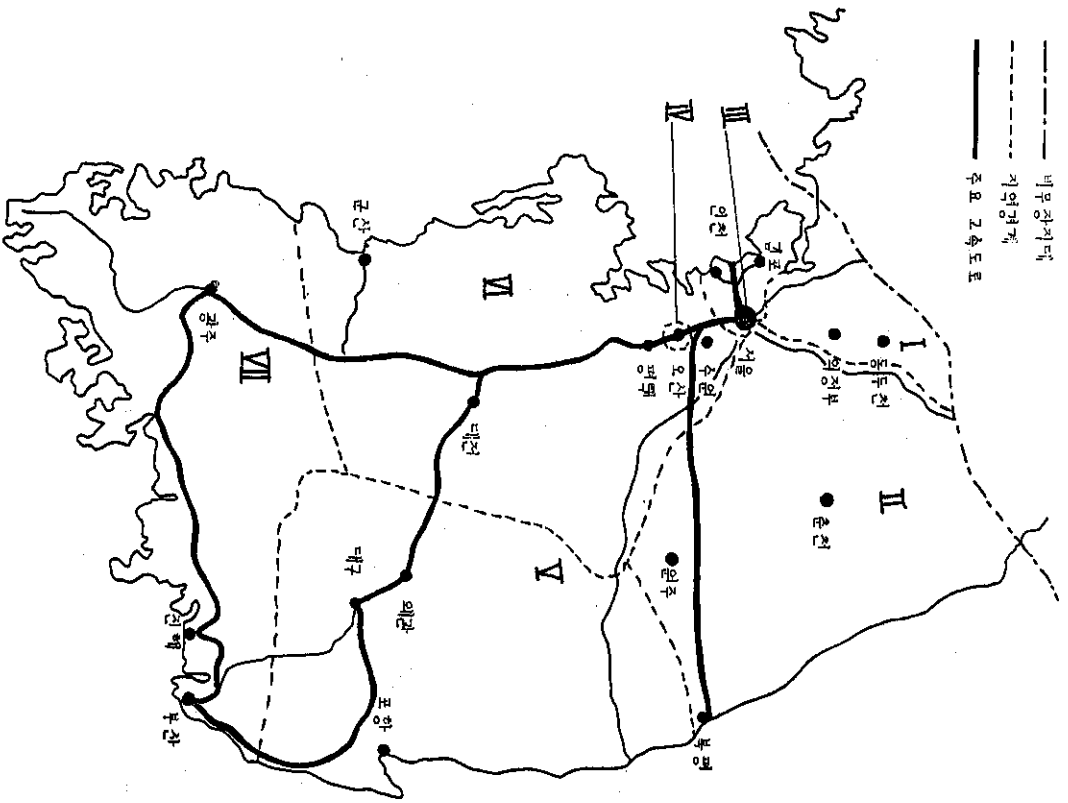 비무장지대
지역경계
주요 고속도로
I
동두천
II
의정부
춘천
김포
서울
III
인천
수원
북평
IV
오산
원주
평택
V
VI
대전
왜관
포항
군산
대구
VII
광주
진해
부산